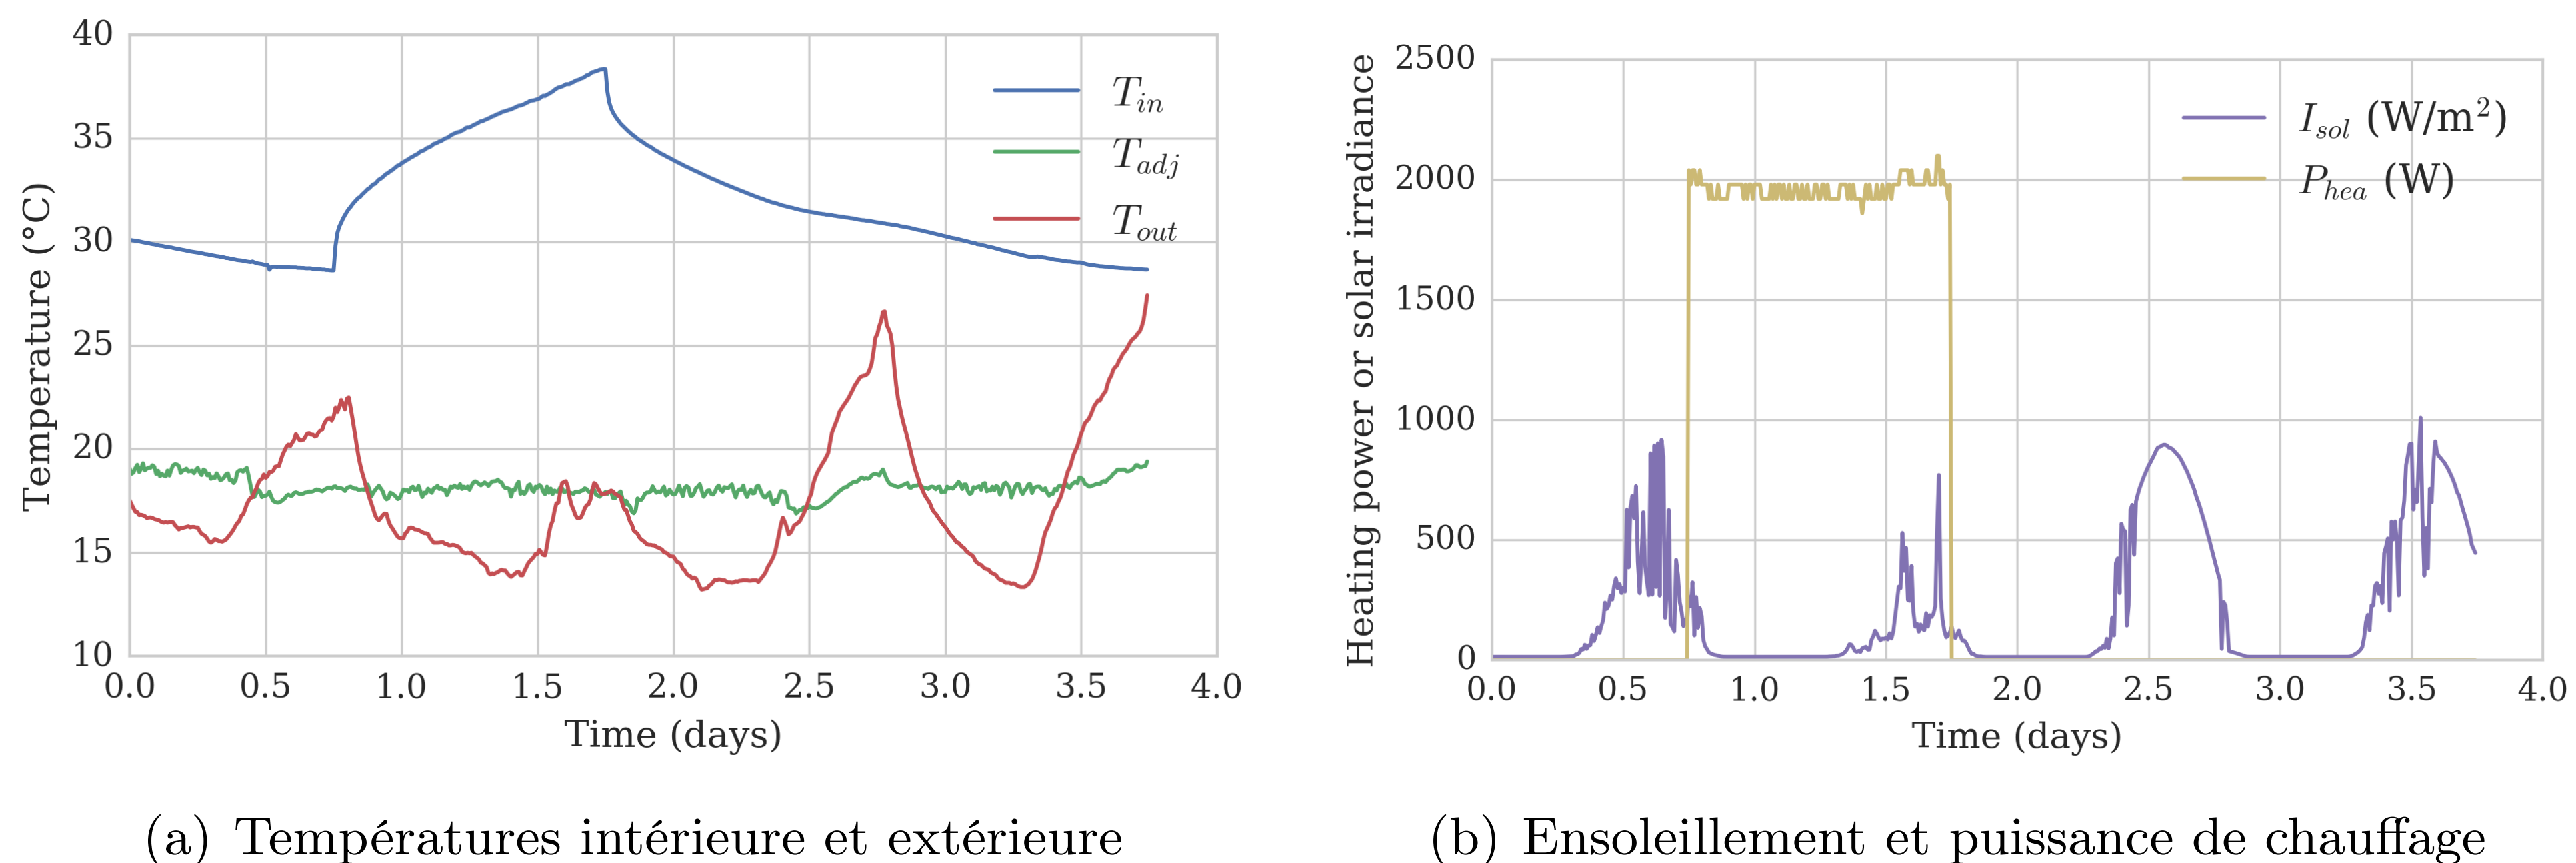 40
35
30
25
20
15
10
Temperature (°C)
T_in
T_adj
T_out
0.0 0.5 1.0 1.5 2.0 2.5 3.0 3.5 4.0
Time (days)
(a) Températures intérieure et extérieure
2500
2000
1500
1000
500
0
Heating power or solar irradiance
I_sol (W/m²)
P_hea (W)
0.0 0.5 1.0 1.5 2.0 2.5 3.0 3.5 4.0
Time (days)
(b) Ensoleillement et puissance de chauffage